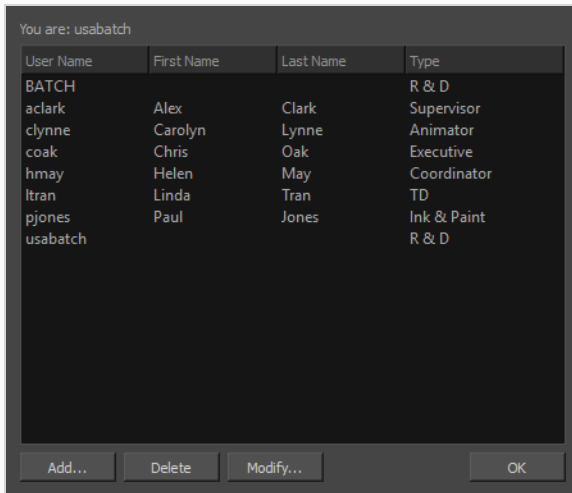 You are: usabatch
User Name First Name Last Name Type
BATCH R & D
aclark Alex Clark Supervisor
clynne Carolyn Lynne Animator
coak Chris Oak Executive
hmay Helen May Coordinator
ltran Linda Tran TD
pjones Paul Jones Ink & Paint
usabatch R & D
Add... Delete Modify... OK